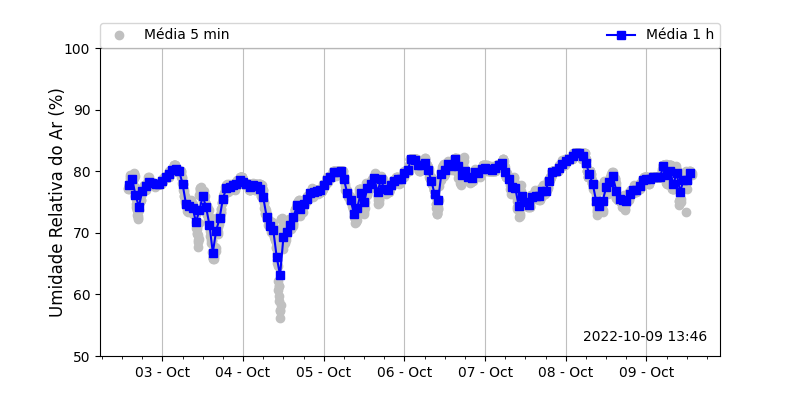 Média 5 min
Média 1 h
100
90
80
70
60
50
Umidade Relativa do Ar (%)
2022-10-09 13:46
03 - Oct
04 - Oct
05 - Oct
06 - Oct
07 - Oct
08 - Oct
09 - Oct